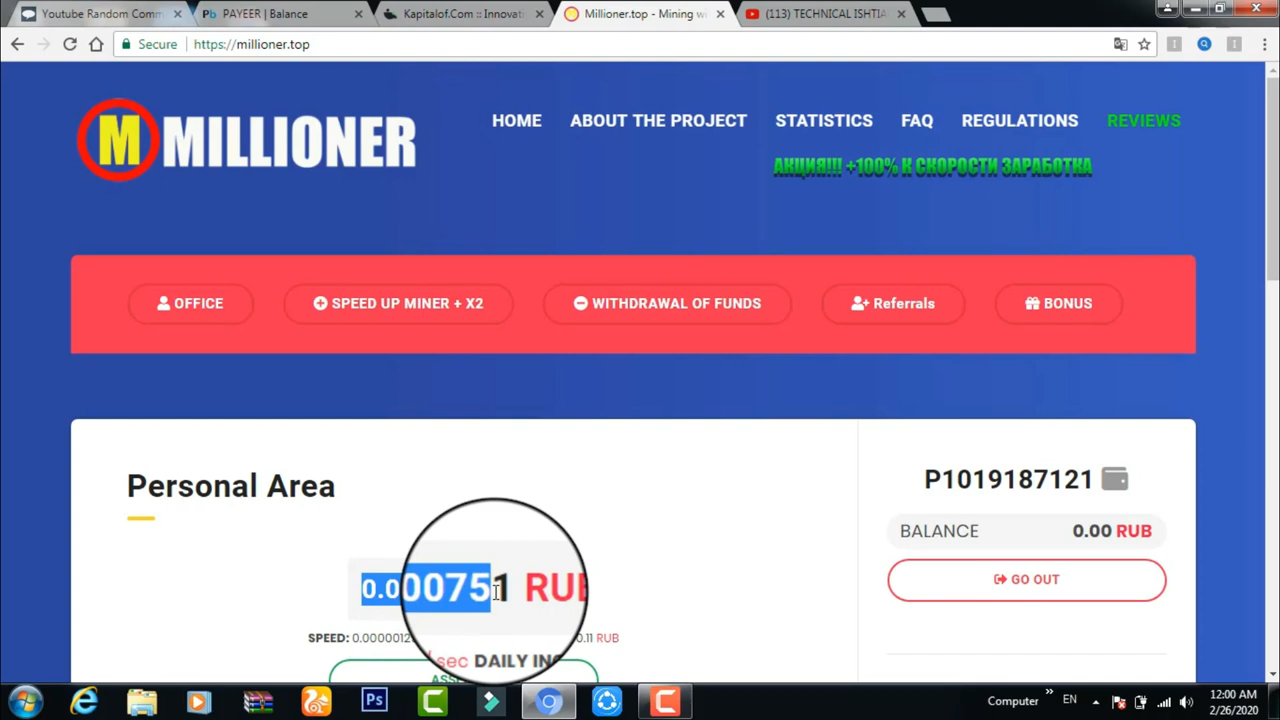 Youtube Random Comm
PAYEER | Balance
Kapitalof.Com :: Innovat
Millioner.top - Mining w
(113) TECHNICAL ISHTIA
Secure
https://millioner.top
M MILLIONER
HOME
ABOUT THE PROJECT
STATISTICS
FAQ
REGULATIONS
REVIEWS
АКЦИЯ!!! +100% К СКОРОСТИ ЗАРАБОТКА
OFFICE
SPEED UP MINER + X2
WITHDRAWAL OF FUNDS
Referrals
BONUS
Personal Area
0.000751 RUB
SPEED: 0.0000012
0.11 RUB
/ sec DAILY INC
P1019187121
BALANCE
0.00 RUB
GO OUT
Computer
EN
12:00 AM
2/26/2020